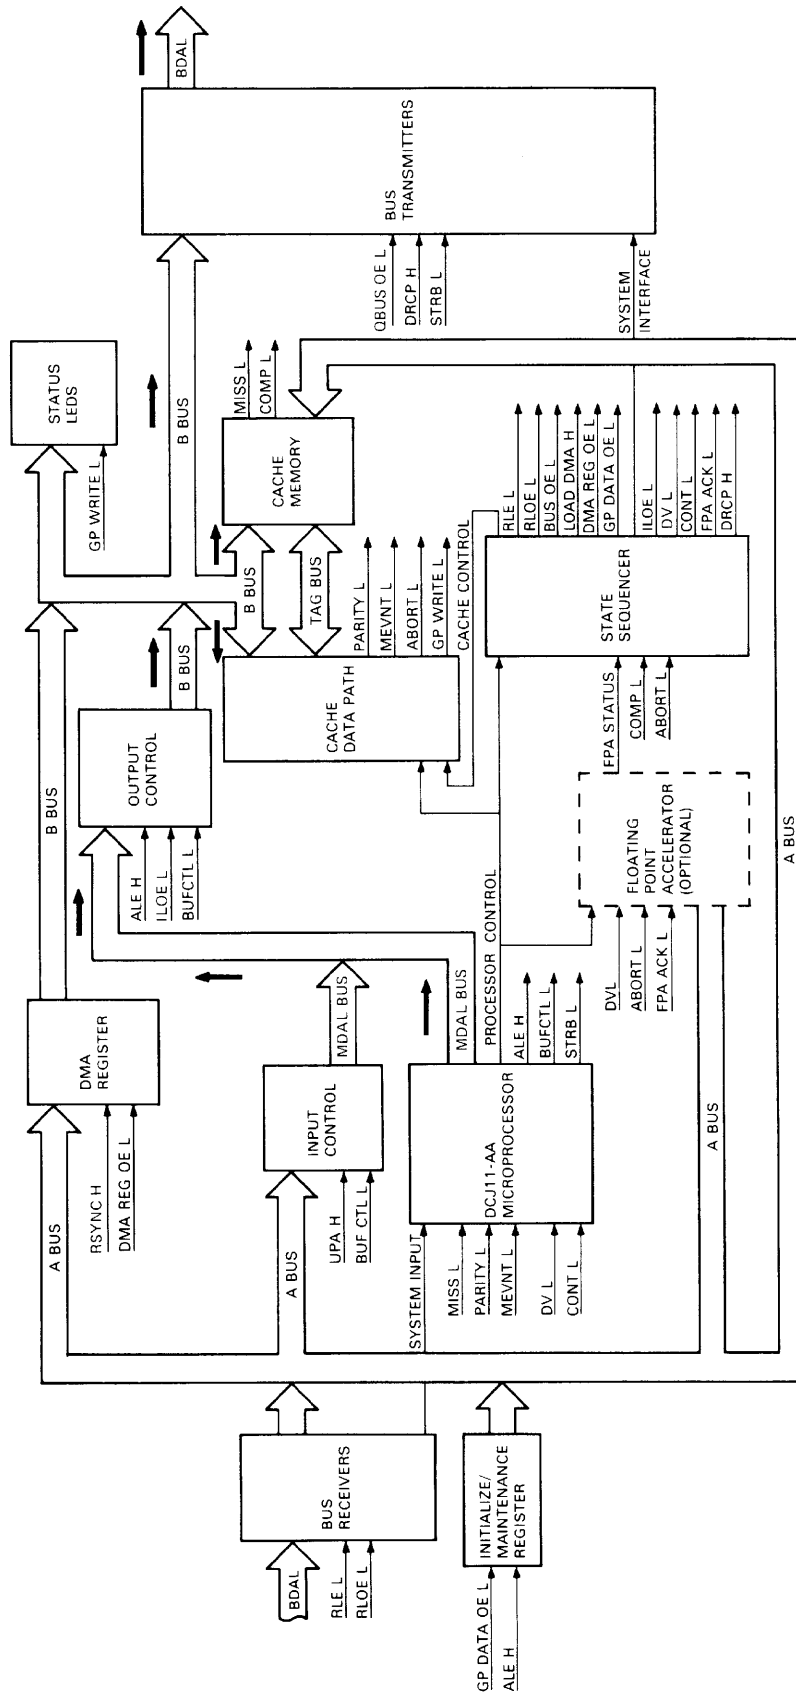 BDAL
RLE L
RLOE L
BUS
RECEIVERS
GP DATA OE L
ALE H
INITIALIZE/
MAINTENANCE
REGISTER
A BUS
RSYNC H
DMA REG OE L
DMA
REGISTER
B BUS
A BUS
UPA H
BUF CTL L
INPUT
CONTROL
MDAL BUS
SYSTEM INPUT
MISS L
PARITY L
MEVNT L
DV L
CONT L
DCJ11-AA
MICROPROCESSOR
MDAL BUS
PROCESSOR CONTROL
ALE H
BUFCTL L
STRB L
A BUS
DVL
ABORT L
FPA ACK L
FLOATING
POINT
ACCELERATOR
(OPTIONAL)
A BUS
ALE H
ILOE L
BUFCTL L
OUTPUT
CONTROL
B BUS
CACHE
DATA PATH
PARITY L
MEVNT L
ABORT L
GP WRITE L
CACHE CONTROL
B BUS
TAG BUS
FPA STATUS
COMP L
ABORT L
STATE
SEQUENCER
RLE L
RLOE L
BUS OE L
LOAD DMA H
DMA REG OE L
GP DATA OE L
ILOE L
DV L
CONT L
FPA ACK L
DRCP H
GP WRITE L
STATUS
LEDS
B BUS
CACHE
MEMORY
MISS L
COMP L
QBUS OE L
DRCP H
STRB L
SYSTEM
INTERFACE
BUS
TRANSMITTERS
BDAL